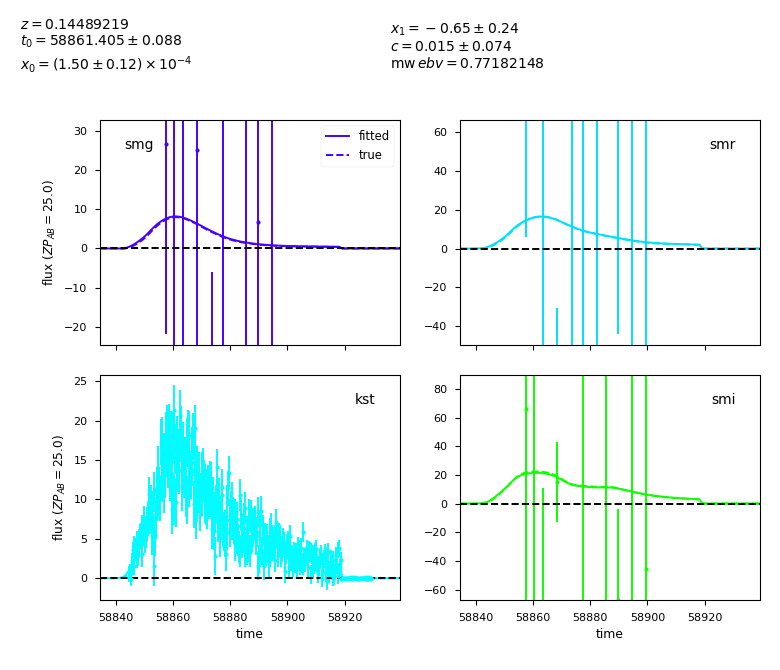 z = 0.14489219
t₀ = 58861.405 ± 0.088
x₀ = (1.50 ± 0.12) × 10⁻⁴
x₁ = −0.65 ± 0.24
c = 0.015 ± 0.074
mw ebv = 0.77182148
smg
fitted
true
30
20
10
0
−10
−20
flux (ZP_AB = 25.0)
smr
60
40
20
0
−20
−40
kst
25
20
15
10
5
0
flux (ZP_AB = 25.0)
58840 58860 58880 58900 58920
time
smi
80
60
40
20
0
−20
−40
−60
58840 58860 58880 58900 58920
time